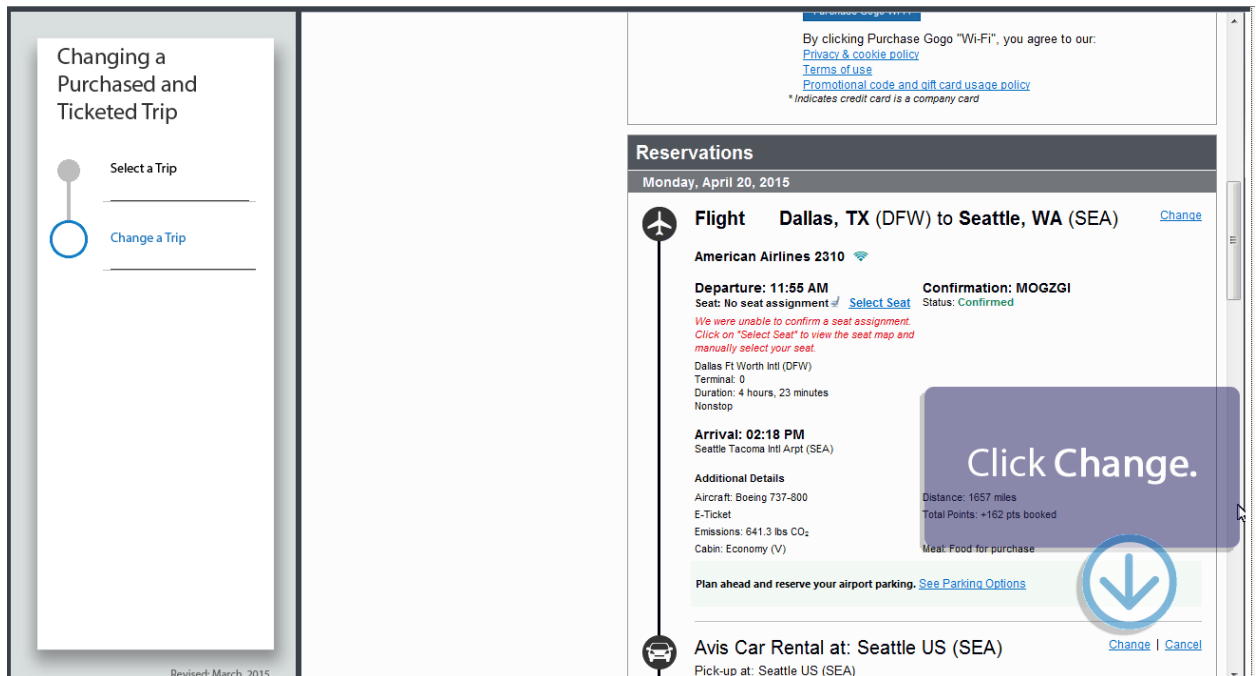 Changing a
Purchased and
Ticketed Trip
Select a Trip
Change a Trip
Revised: March, 2015
By clicking Purchase Gogo "Wi-Fi", you agree to our:
Privacy & cookie policy
Terms of use
Promotional code and gift card usage policy
* Indicates credit card is a company card
Reservations
Monday, April 20, 2015
Flight Dallas, TX (DFW) to Seattle, WA (SEA) Change
American Airlines 2310
Departure: 11:55 AM Confirmation: MOGZGI
Seat: No seat assignment Select Seat Status: Confirmed
We were unable to confirm a seat assignment.
Click on "Select Seat" to view the seat map and
manually select your seat.
Dallas Ft Worth Intl (DFW)
Terminal: 0
Duration: 4 hours, 23 minutes
Nonstop
Arrival: 02:18 PM
Seattle Tacoma Intl Arpt (SEA)
Click Change.
Additional Details
Aircraft: Boeing 737-800 Distance: 1657 miles
E-Ticket Total Points: +162 pts booked
Emissions: 641.3 lbs CO₂
Cabin: Economy (V) Meal: Food for purchase
Plan ahead and reserve your airport parking. See Parking Options
Avis Car Rental at: Seattle US (SEA) Change | Cancel
Pick-up at: Seattle US (SEA)